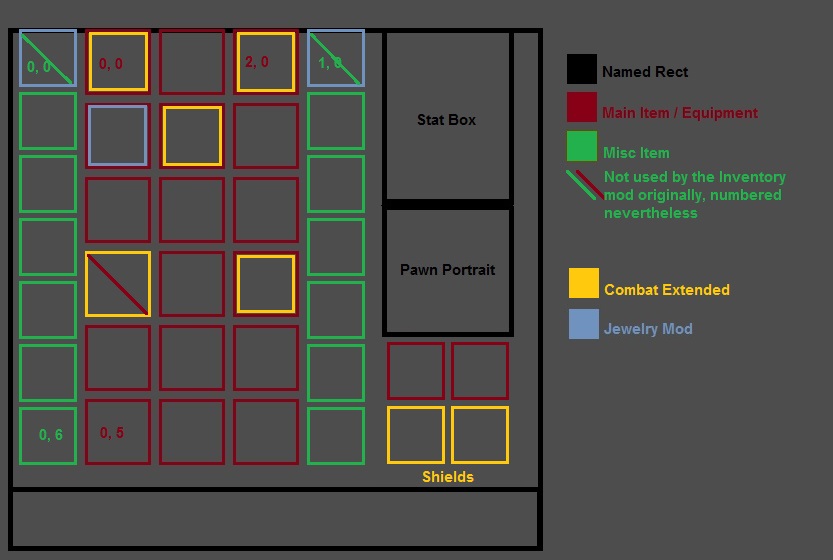 0, 0
0, 0
2, 0
1, 0
Stat Box
Pawn Portrait
0, 6
0, 5
Shields
Named Rect
Main Item / Equipment
Misc Item
Not used by the Inventory
mod originally, numbered
nevertheless
Combat Extended
Jewelry Mod